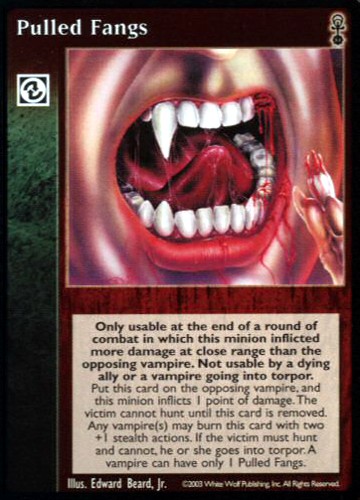 Pulled Fangs
Only usable at the end of a round of
combat in which this minion inflicted
more damage at close range than the
opposing vampire. Not usable by a dying
ally or a vampire going into torpor.
Put this card on the opposing vampire, and
this minion inflicts 1 point of damage. The
victim cannot hunt until this card is removed.
Any vampire(s) may burn this card with two
+1 stealth actions. If the victim must hunt
and cannot, he or she goes into torpor. A
vampire can have only 1 Pulled Fangs.
Illus. Edward Beard, Jr.
©2003 White Wolf Publishing, Inc. All Rights Reserved.